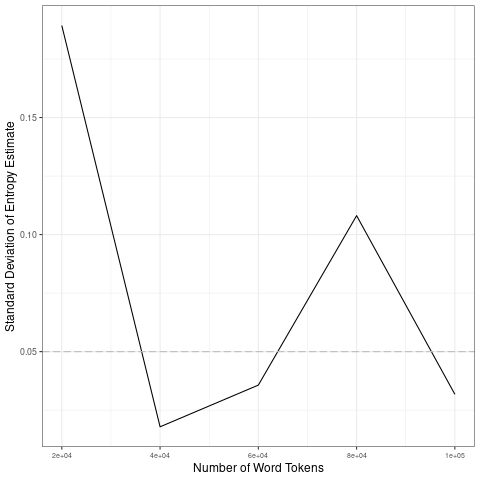 Standard Deviation of Entropy Estimate
0.15
0.10
0.05
2e+04 4e+04 6e+04 8e+04 1e+05
Number of Word Tokens